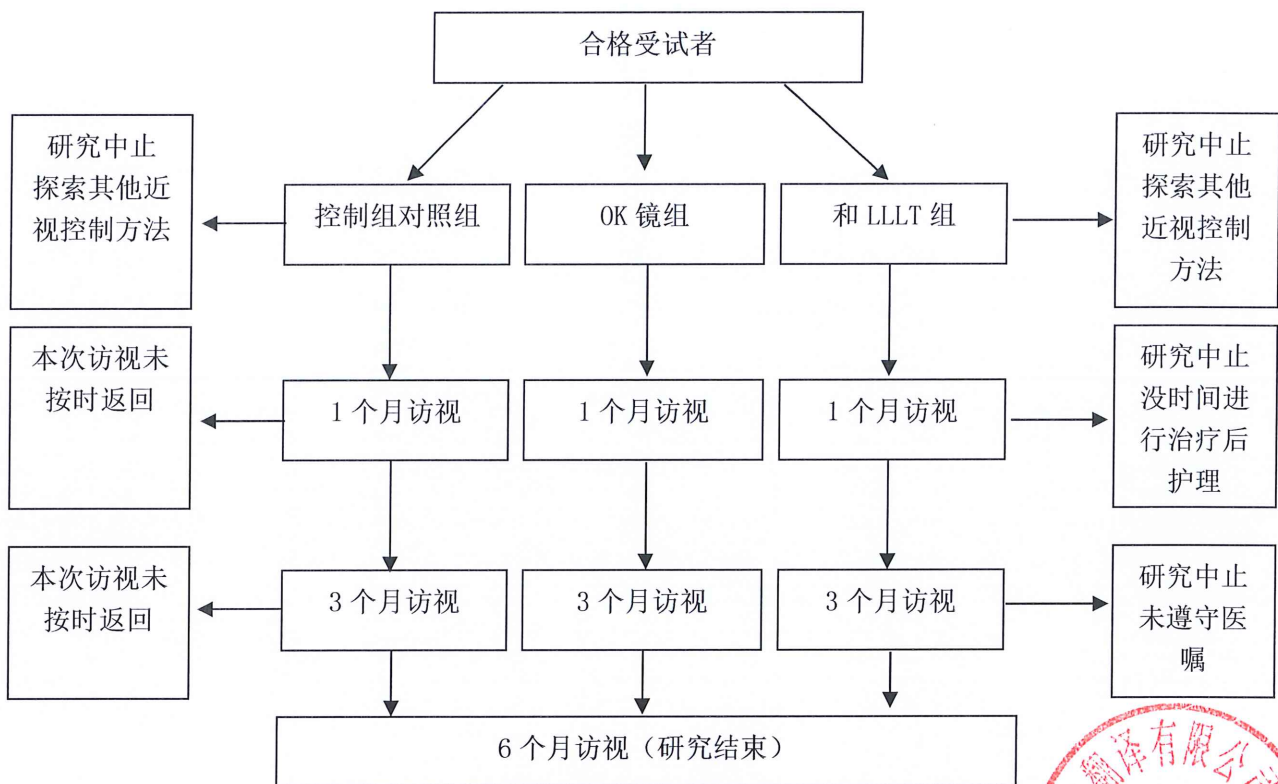 合格受试者
研究中止
探索其他近
视控制方法
控制组对照组
OK 镜组
和 LLLT 组
研究中止
探索其他
近视控制
方法
本次访视未
按时返回
1 个月访视
1 个月访视
1 个月访视
研究中止
没时间进
行治疗后
护理
本次访视未
按时返回
3 个月访视
3 个月访视
3 个月访视
研究中止
未遵守医
嘱
6 个月访视（研究结束）
翻译有限公